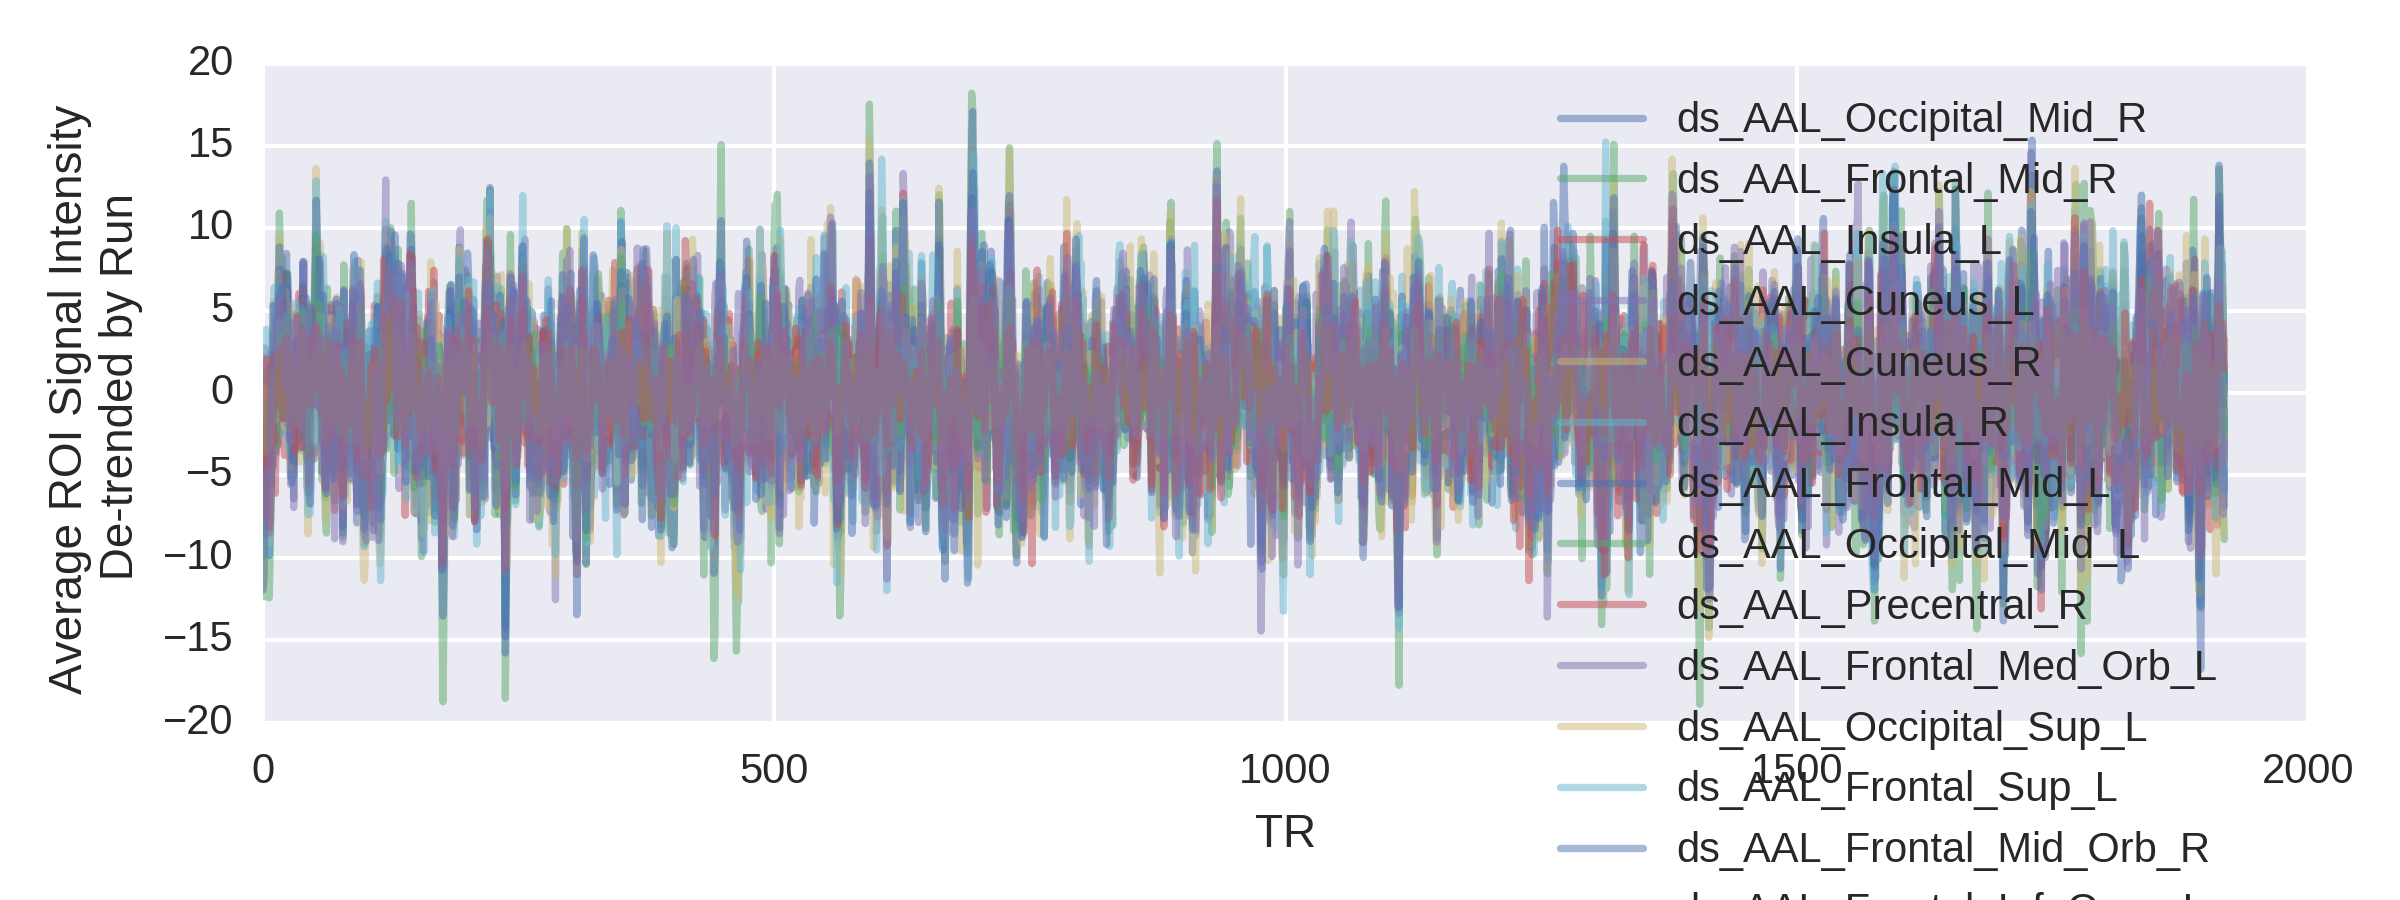 Average ROI Signal Intensity
De-trended by Run
20
15
10
5
0
−5
−10
−15
−20
0
500
1000
1500
2000
TR
ds_AAL_Occipital_Mid_R
ds_AAL_Frontal_Mid_R
ds_AAL_Insula_L
ds_AAL_Cuneus_L
ds_AAL_Cuneus_R
ds_AAL_Insula_R
ds_AAL_Frontal_Mid_L
ds_AAL_Occipital_Mid_L
ds_AAL_Precentral_R
ds_AAL_Frontal_Med_Orb_L
ds_AAL_Occipital_Sup_L
ds_AAL_Frontal_Sup_L
ds_AAL_Frontal_Mid_Orb_R